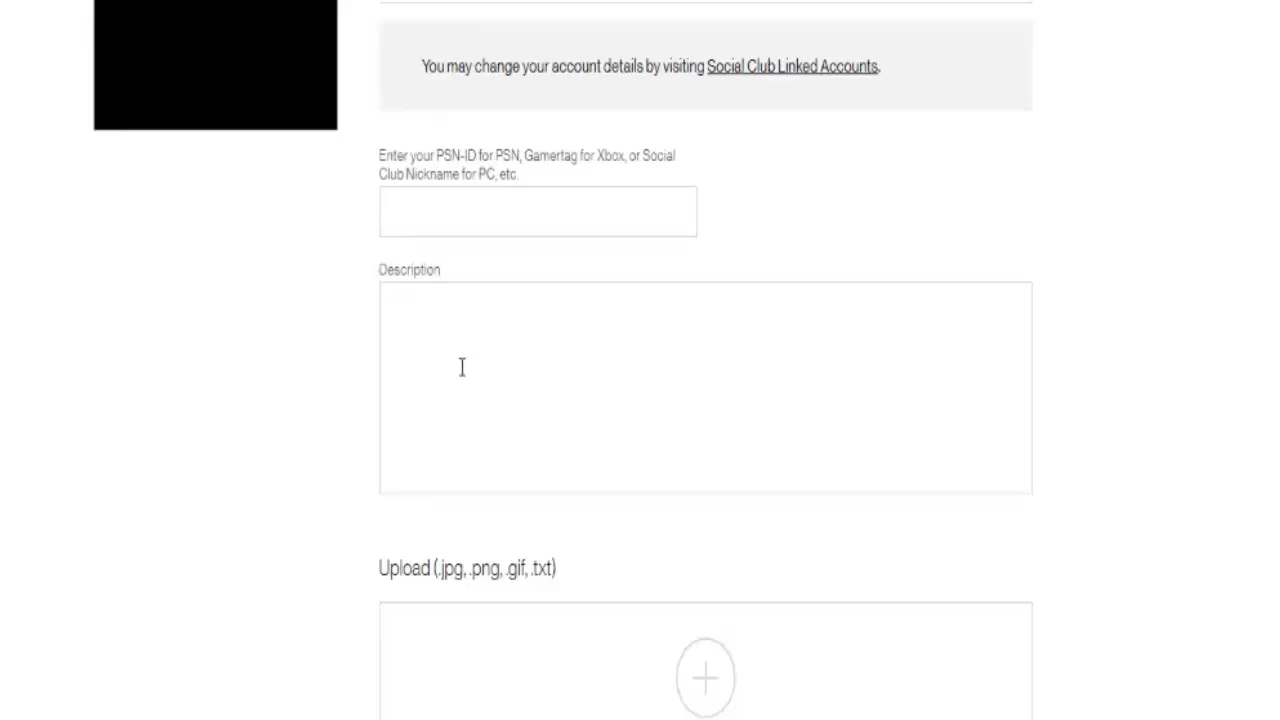 You may change your account details by visiting Social Club Linked Accounts.
Enter your PSN-ID for PSN, Gamertag for Xbox, or Social
Club Nickname for PC, etc.
Description
Upload (.jpg, .png, .gif, .txt)